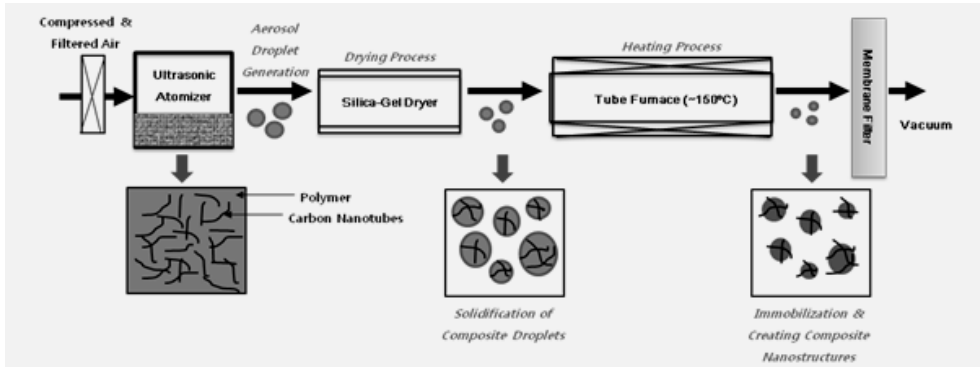 Compressed &
Filtered Air
Ultrasonic
Atomizer
Aerosol
Droplet
Generation
Drying Process
Silica-Gel Dryer
Heating Process
Tube Furnace (~150ºC)
Membrane Filter
Vacuum
Polymer
Carbon Nanotubes
Solidification of
Composite Droplets
Immobilization &
Creating Composite
Nanostructures